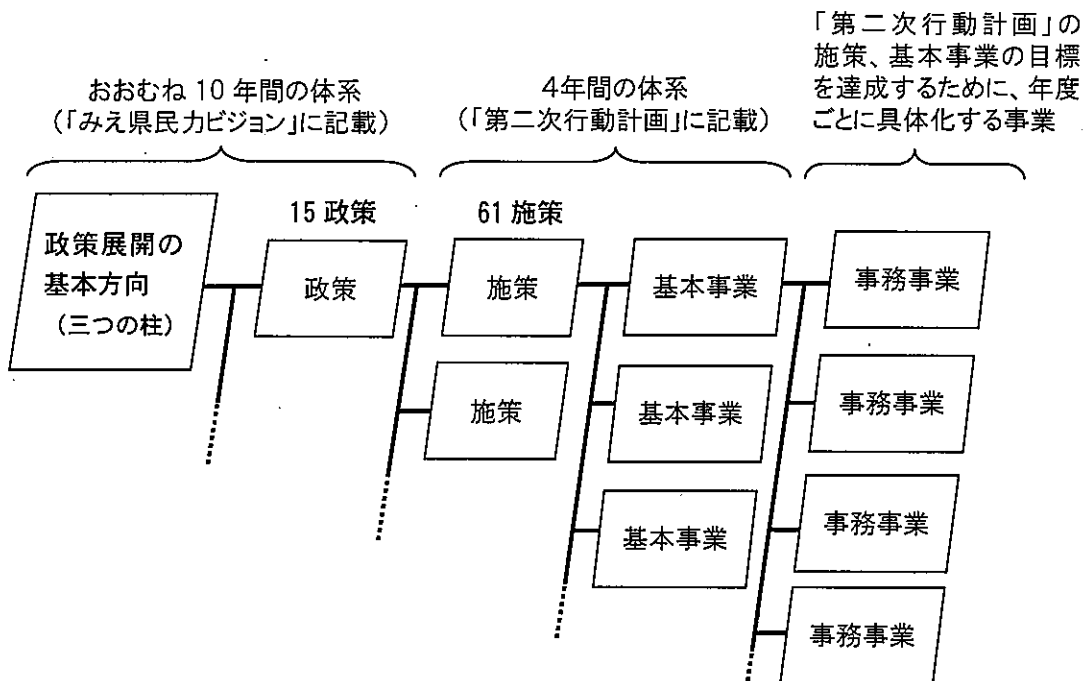 「第二次行動計画」の
施策、基本事業の目標
を達成するために、年度
ごとに具体化する事業
おおむね 10 年間の体系
(「みえ県民力ビジョン」に記載)
4年間の体系
(「第二次行動計画」に記載)
15 政策
61 施策
政策展開の
基本方向
(三つの柱)
政策
施策
基本事業
事務事業
施策
基本事業
事務事業
基本事業
事務事業
事務事業